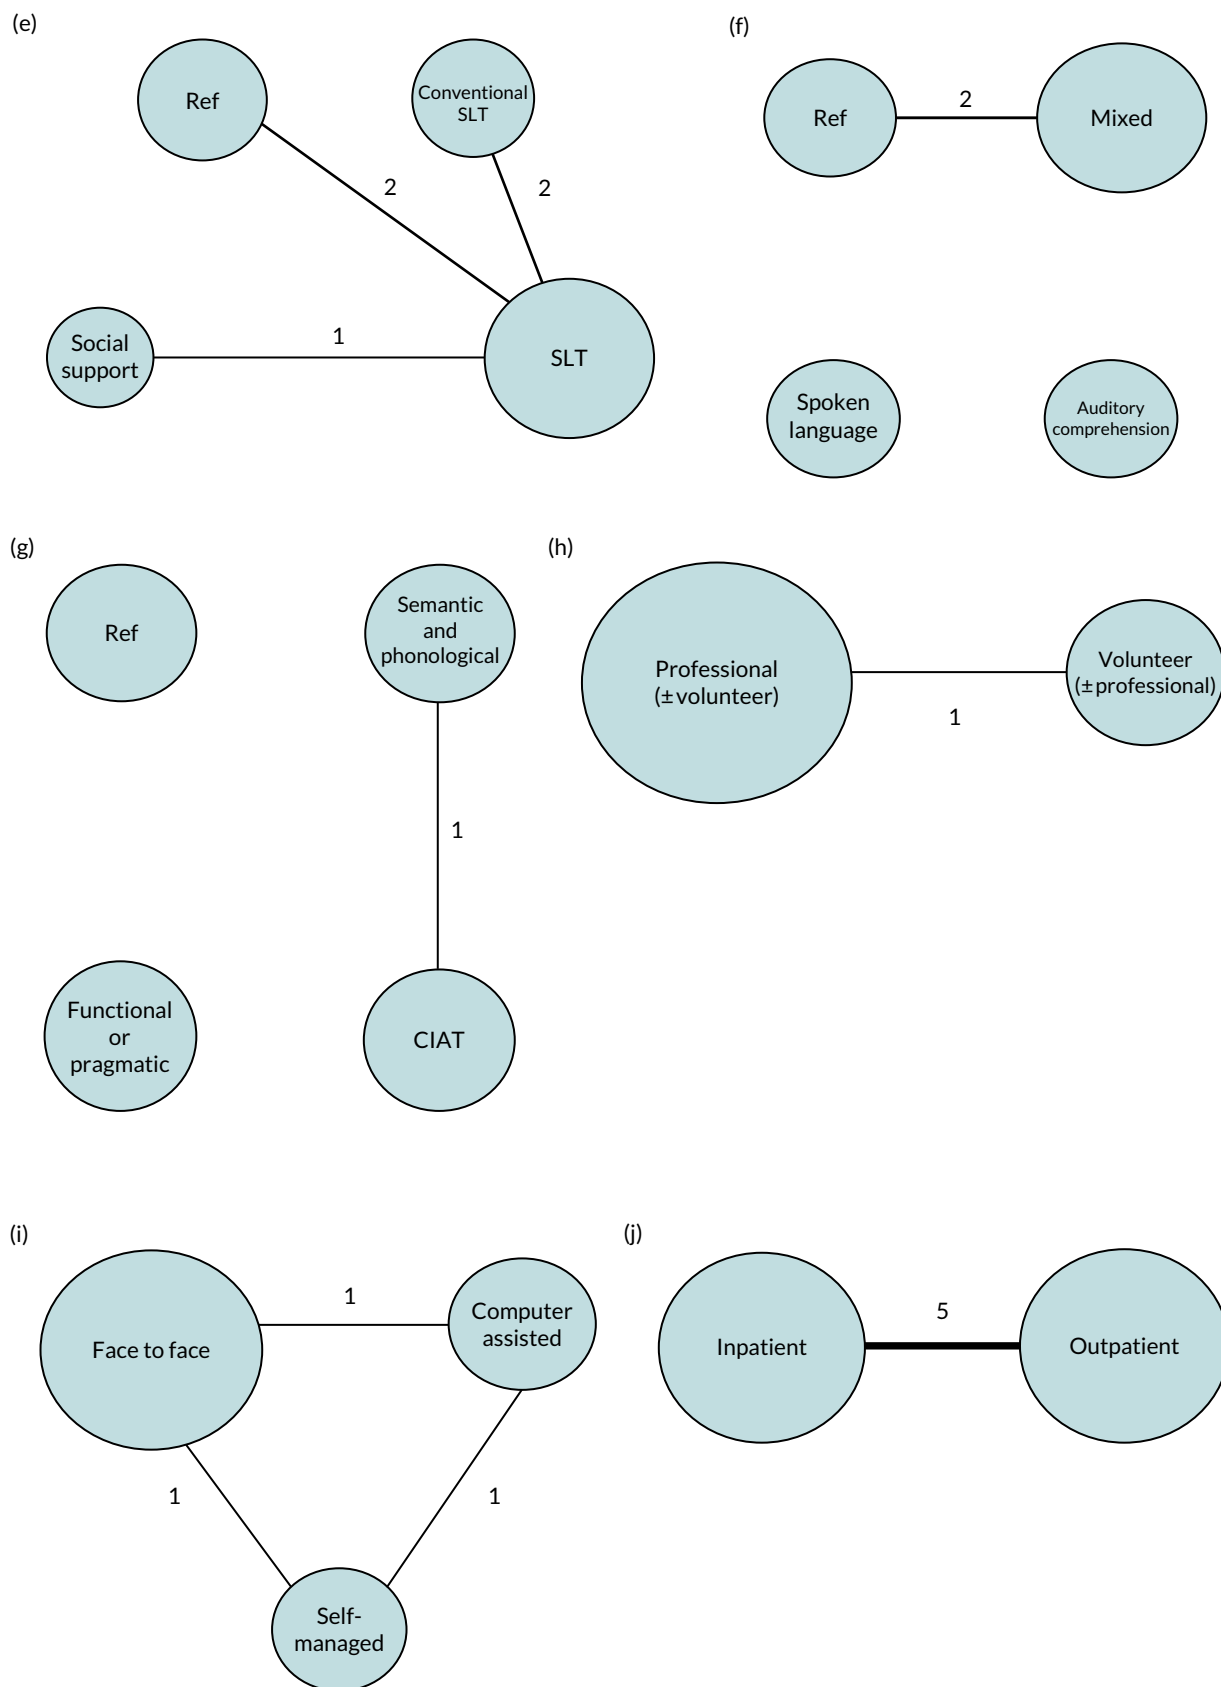 (e)
Ref
Conventional
SLT
2
2
Social
support
1
SLT
(f)
Ref
2
Mixed
Spoken
language
Auditory
comprehension
(g)
Ref
Semantic
and
phonological
1
Functional
or
pragmatic
CIAT
(h)
Professional
(±volunteer)
1
Volunteer
(±professional)
(i)
Face to face
1
Computer
assisted
1
1
Self-
managed
(j)
Inpatient
5
Outpatient